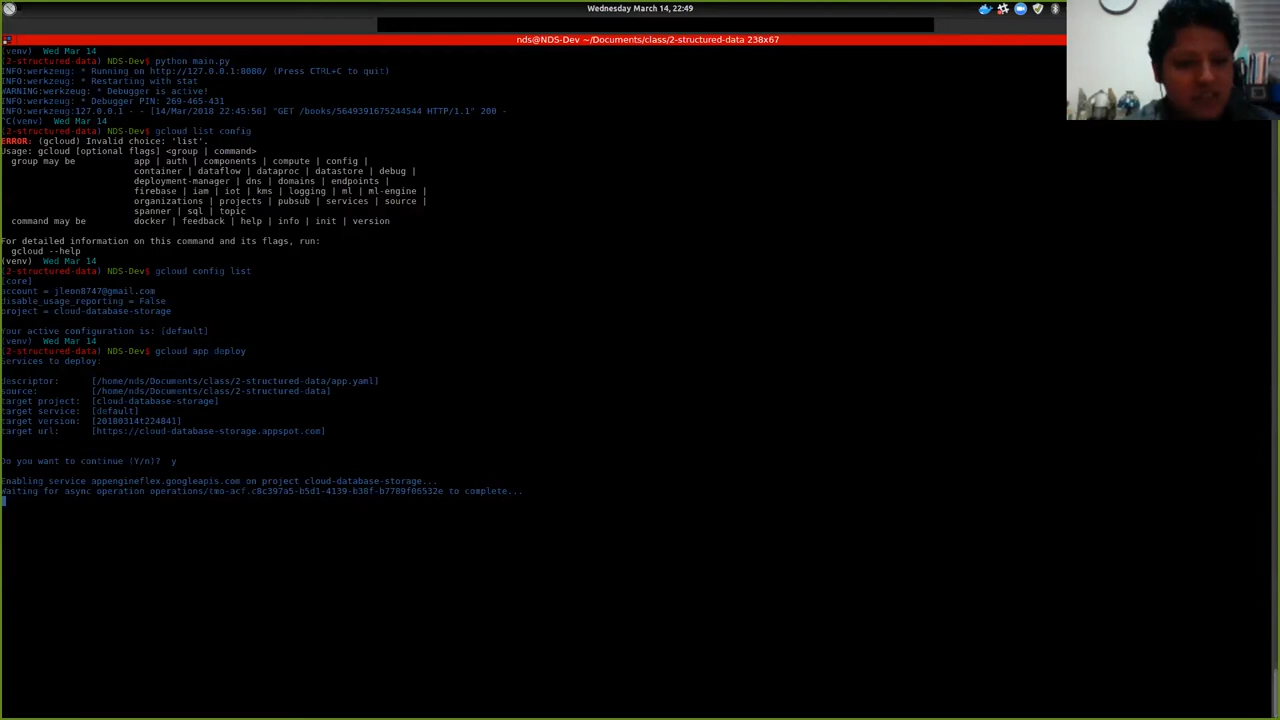 Wednesday March 14, 22:49
nds@NDS-Dev ~/Documents/class/2-structured-data 238x67
(venv)  Wed Mar 14
(2-structured-data) NDS-Dev$ python main.py
INFO:werkzeug: * Running on http://127.0.0.1:8080/ (Press CTRL+C to quit)
INFO:werkzeug: * Restarting with stat
WARNING:werkzeug: * Debugger is active!
INFO:werkzeug: * Debugger PIN: 269-465-431
INFO:werkzeug:127.0.0.1 - - [14/Mar/2018 22:45:56] "GET /books/5649391675244544 HTTP/1.1" 200 -
^C(venv)  Wed Mar 14
(2-structured-data) NDS-Dev$ gcloud list config
ERROR: (gcloud) Invalid choice: 'list'.
Usage: gcloud [optional flags] <group | command>
group may be           app | auth | components | compute | config |
container | dataflow | dataproc | datastore | debug |
deployment-manager | dns | domains | endpoints |
firebase | iam | iot | kms | logging | ml | ml-engine |
organizations | projects | pubsub | services | source |
spanner | sql | topic
command may be         docker | feedback | help | info | init | version
For detailed information on this command and its flags, run:
gcloud --help
(venv)  Wed Mar 14
(2-structured-data) NDS-Dev$ gcloud config list
[core]
account = jleon8747@gmail.com
disable_usage_reporting = False
project = cloud-database-storage
Your active configuration is: [default]
(venv)  Wed Mar 14
(2-structured-data) NDS-Dev$ gcloud app deploy
Services to deploy:
descriptor:      [/home/nds/Documents/class/2-structured-data/app.yaml]
source:          [/home/nds/Documents/class/2-structured-data]
target project:  [cloud-database-storage]
target service:  [default]
target version:  [20180314t224841]
target url:      [https://cloud-database-storage.appspot.com]
Do you want to continue (Y/n)?  y
Enabling service appengineflex.googleapis.com on project cloud-database-storage...
Waiting for async operation operations/tmo-acf.c8c397a5-b5d1-4139-b38f-b7789f06532e to complete...